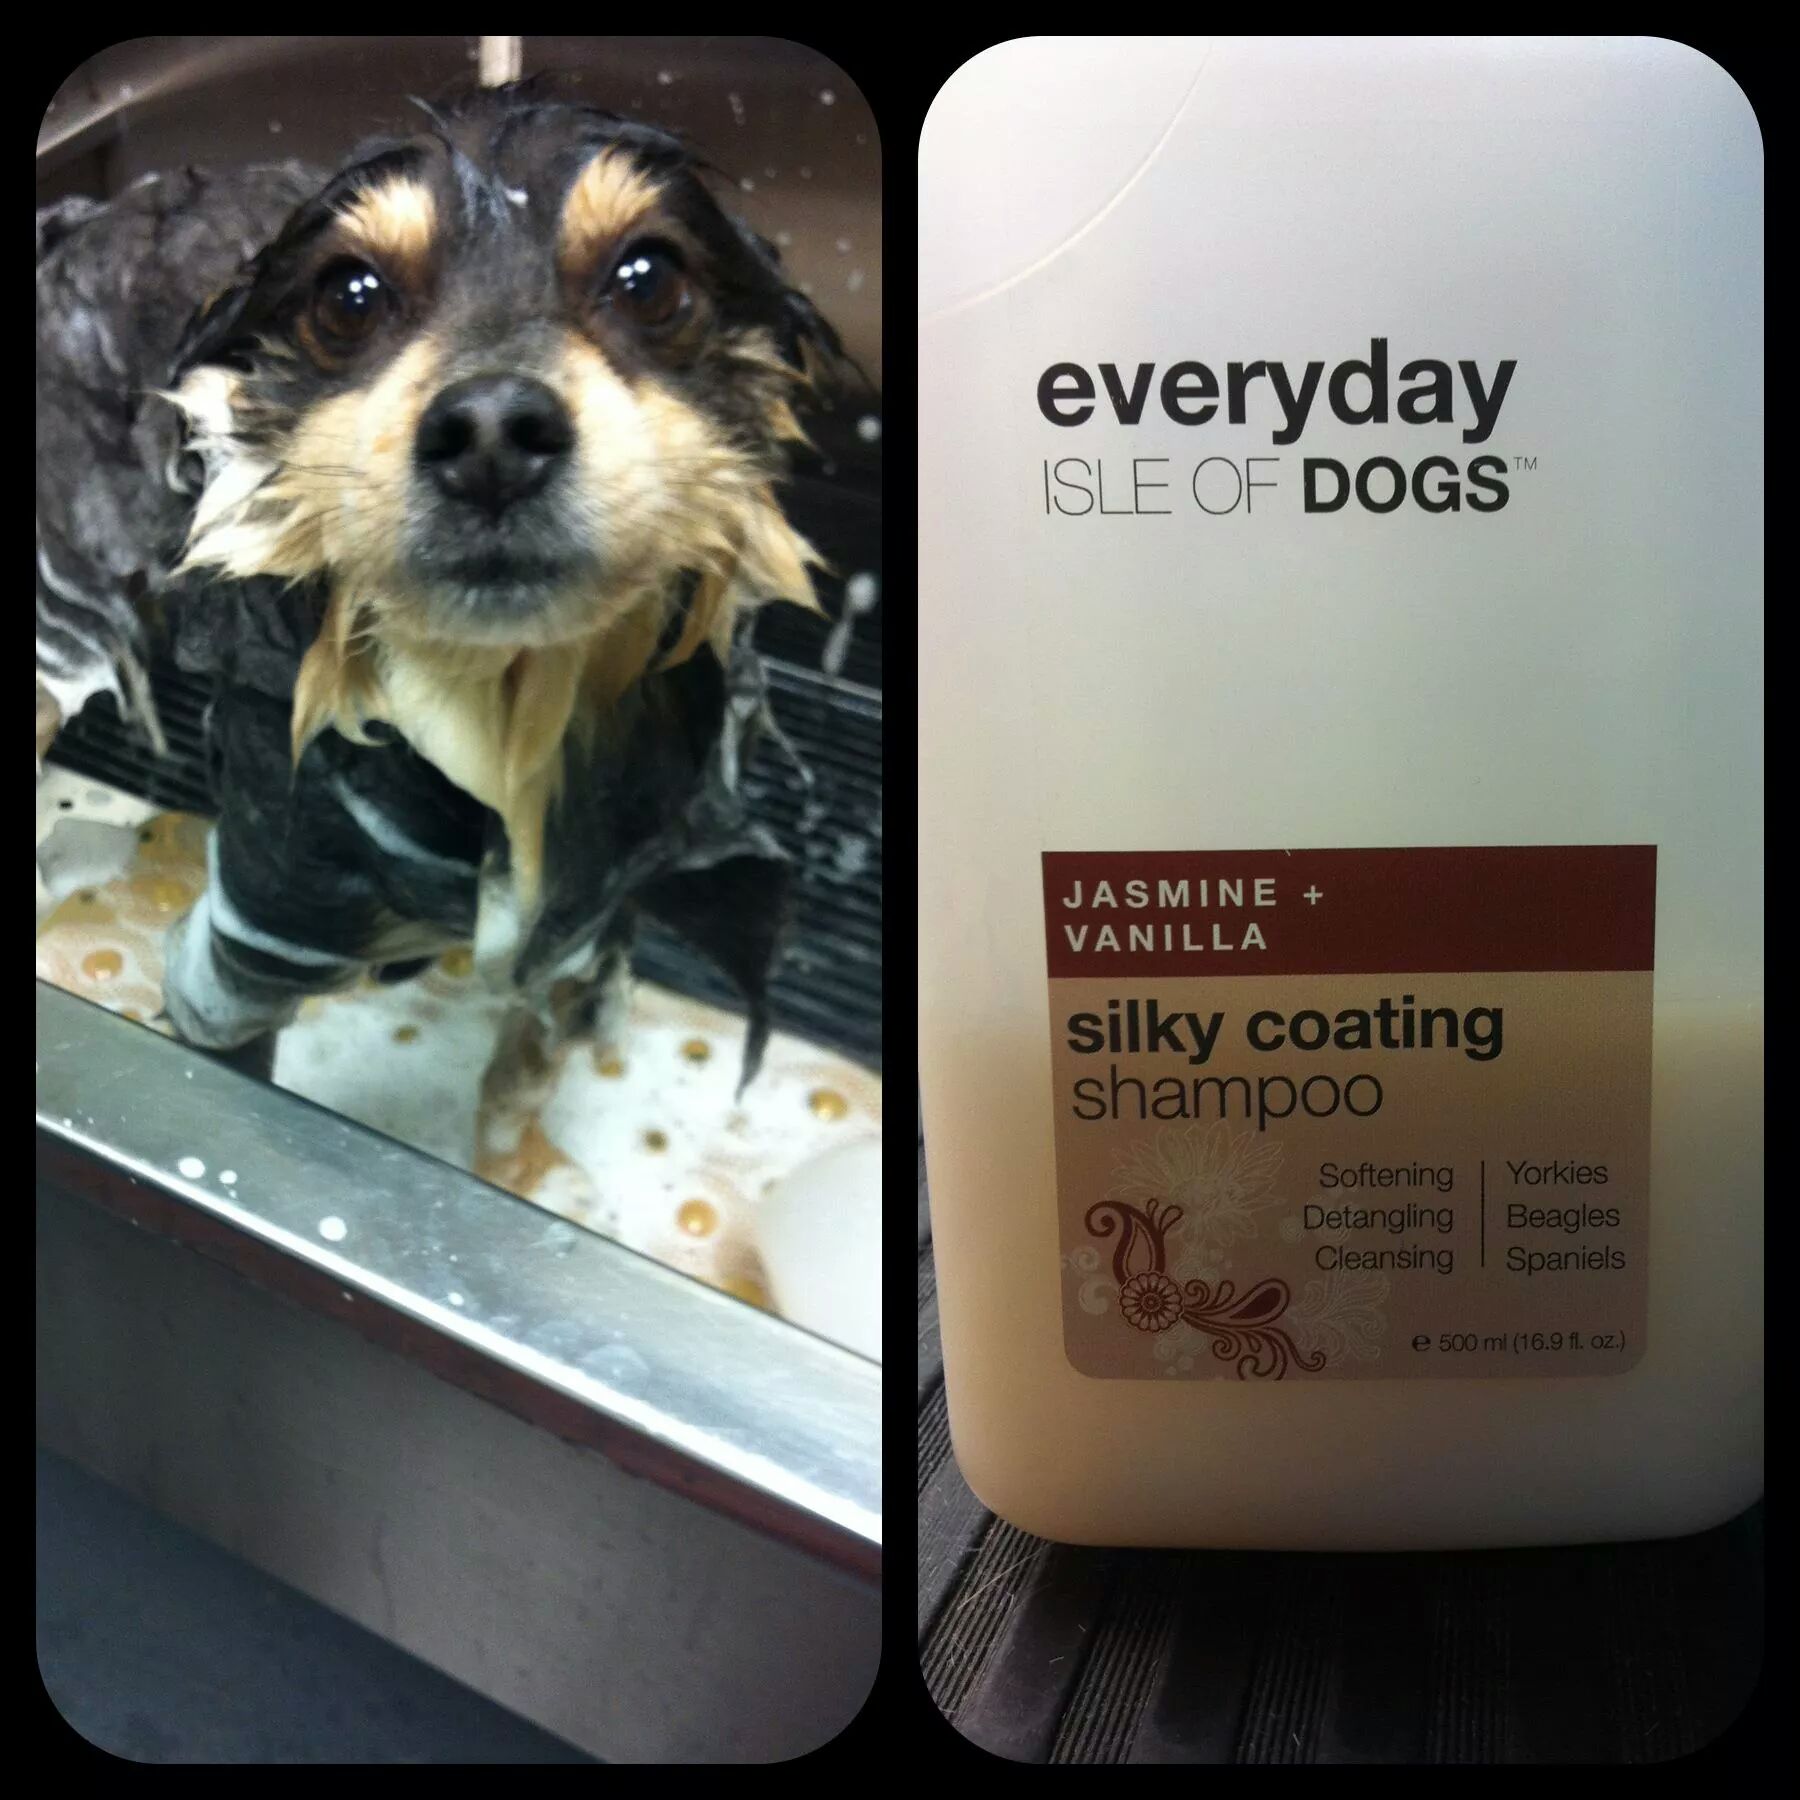 everyday
ISLE OF DOGS™
JASMINE +
VANILLA
silky coating
shampoo
Softening | Yorkies
Detangling | Beagles
Cleansing | Spaniels
℮ 500 ml (16.9 fl. oz.)